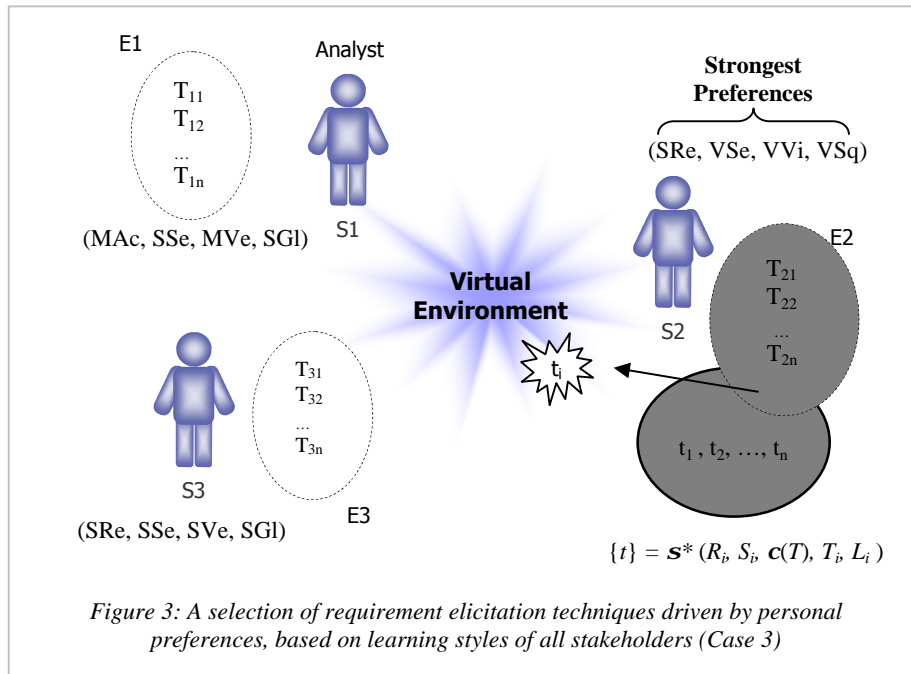 E1
Analyst
T11
T12
...
T1n
S1
(MAc, SSe, MVe, SGl)
Strongest
Preferences
(SRe, VSe, VVi, VSq)
E2
T21
T22
...
T2n
S2
Virtual
Environment
ti
T31
T32
...
T3n
S3
E3
(SRe, SSe, SVe, SGl)
t1 , t2, …, tn
{t} = s* (Ri, Si, c(T), Ti, Li )
Figure 3: A selection of requirement elicitation techniques driven by personal
preferences, based on learning styles of all stakeholders (Case 3)